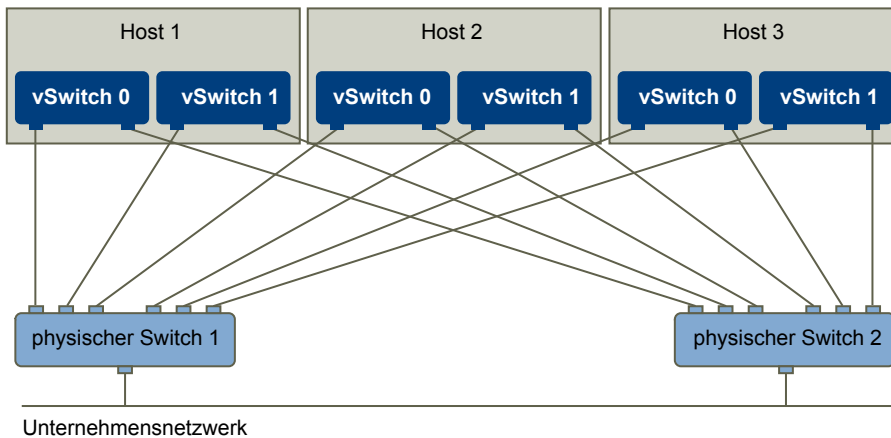 Host 1
Host 2
Host 3
vSwitch 0
vSwitch 1
vSwitch 0
vSwitch 1
vSwitch 0
vSwitch 1
physischer Switch 1
physischer Switch 2
Unternehmensnetzwerk